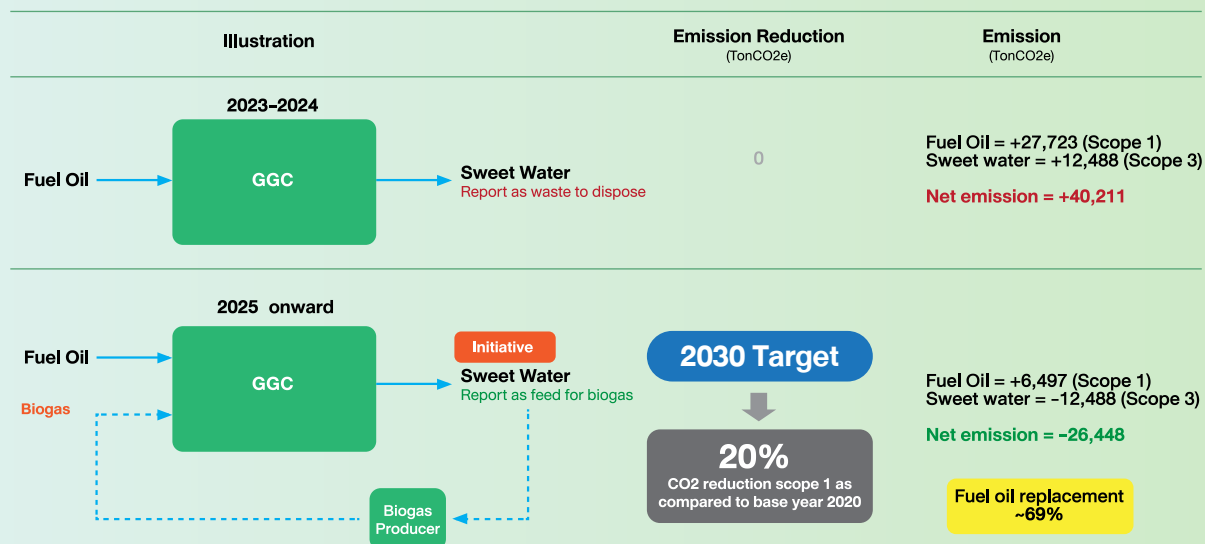 Illustration
Emission Reduction
(TonCO2e)
Emission
(TonCO2e)
2023–2024
Fuel Oil
GGC
Sweet Water
Report as waste to dispose
0
Fuel Oil = +27,723 (Scope 1)
Sweet water = +12,488 (Scope 3)
Net emission = +40,211
2025 onward
Fuel Oil
Biogas
GGC
Initiative
Sweet Water
Report as feed for biogas
Biogas
Producer
2030 Target
20%
CO2 reduction scope 1 as
compared to base year 2020
Fuel Oil = +6,497 (Scope 1)
Sweet water = -12,488 (Scope 3)
Net emission = -26,448
Fuel oil replacement
~69%